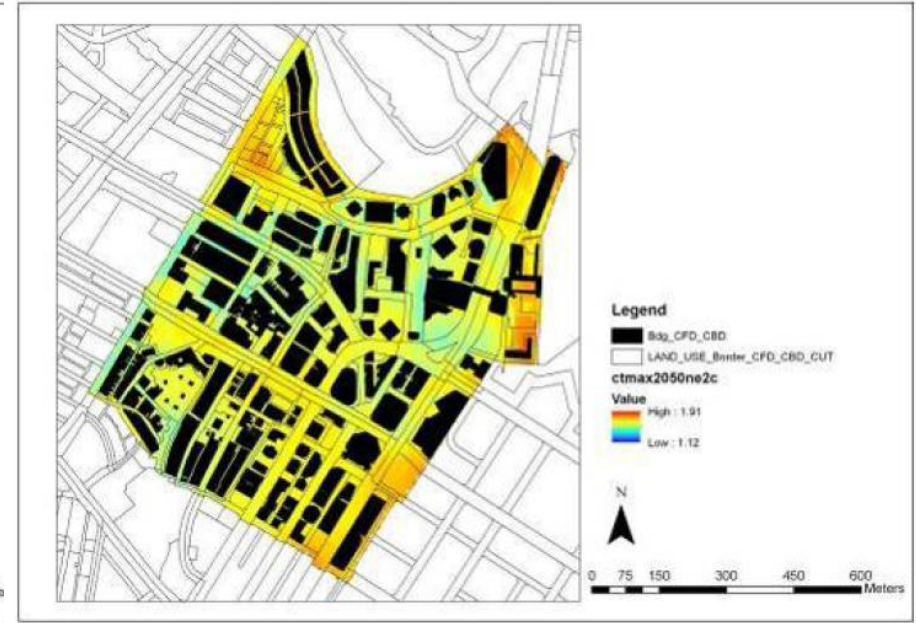 Legend
Bdg_CFD_CBD
LAND_USE_Border_CFD_CBD_CUT
ctmax2050ne2c
Value
High : 1.91
Low : 1.12
N
0 75 150 300 450 600
Meters